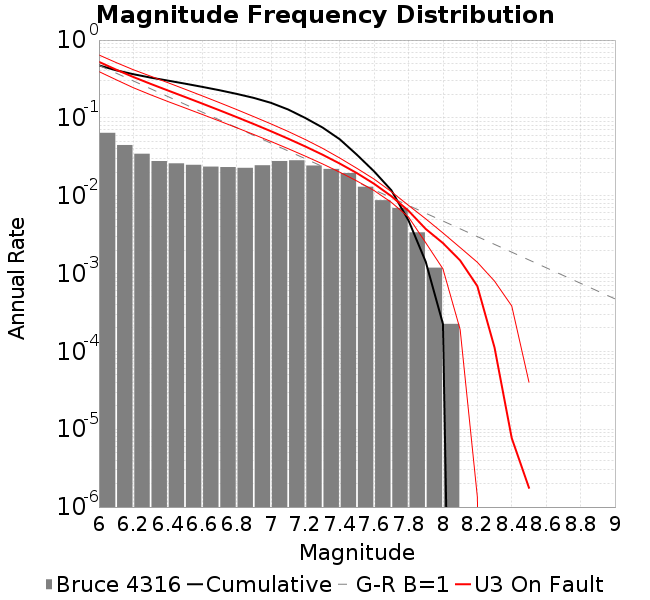 Magnitude Frequency Distribution
Annual Rate
10^0
10^-1
10^-2
10^-3
10^-4
10^-5
10^-6
6 6.2 6.4 6.6 6.8 7 7.2 7.4 7.6 7.8 8 8.2 8.4 8.6 8.8 9
Magnitude
Bruce 4316 Cumulative G-R B=1 U3 On Fault